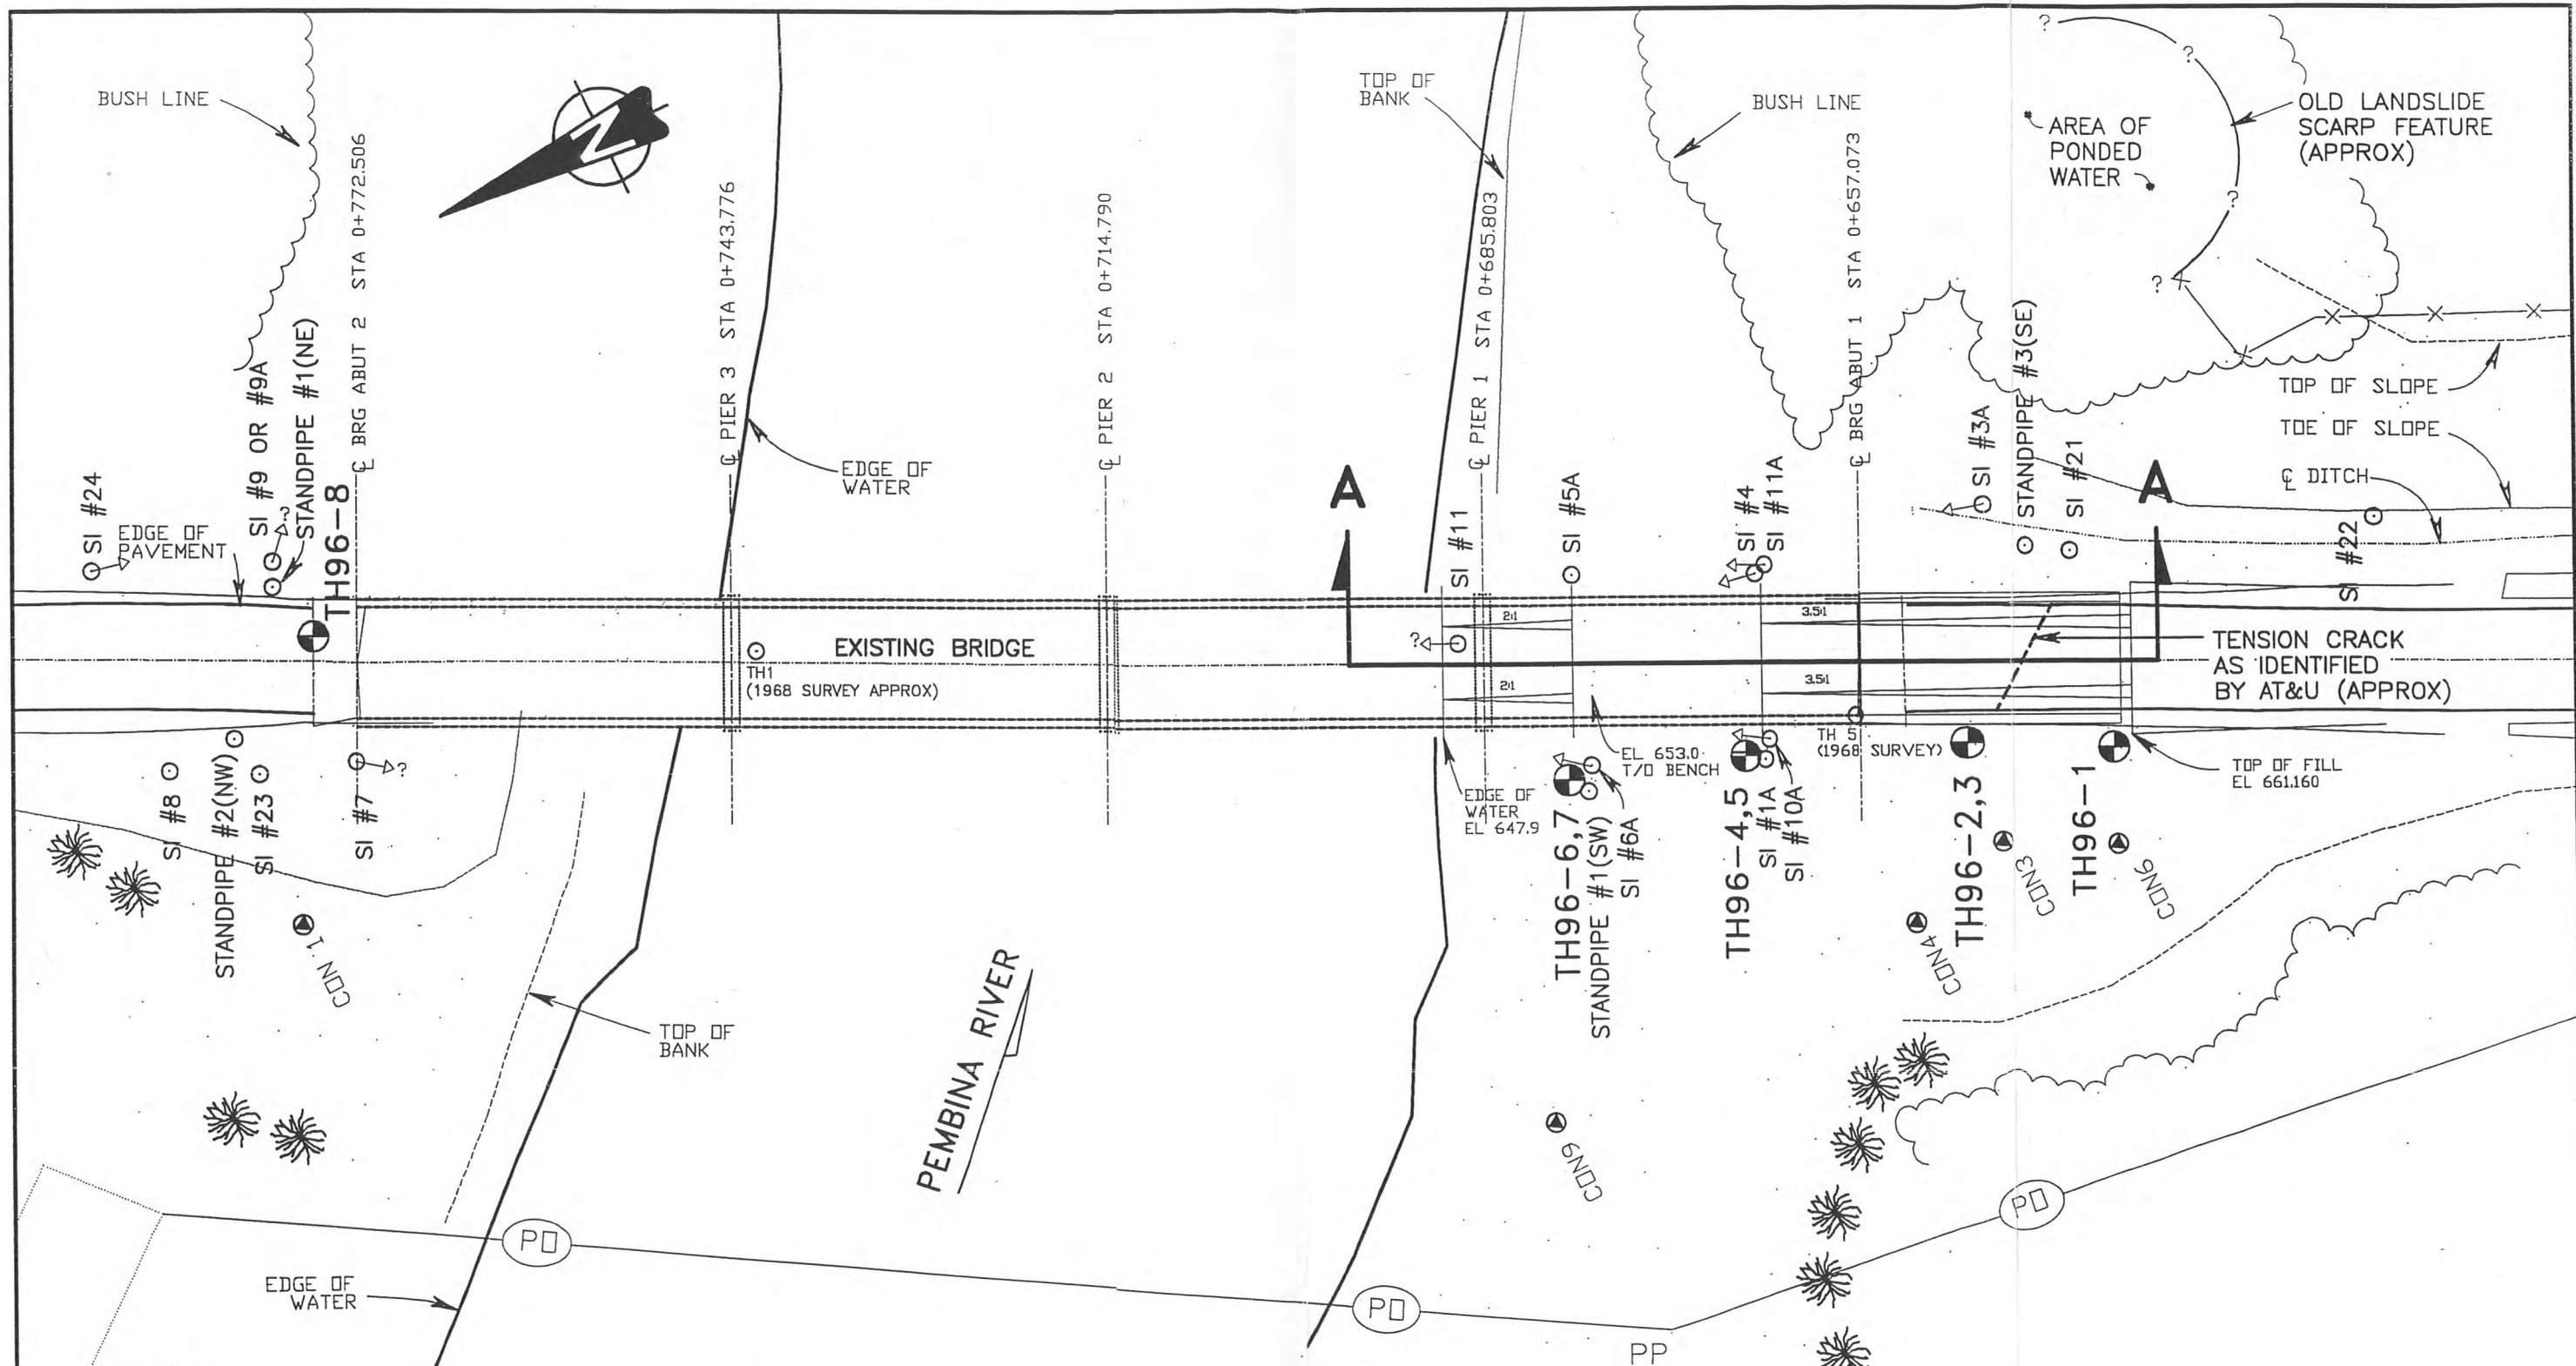 BUSH LINE
℄ BRG ABUT 2 STA 0+772.506
N
℄ PIER 3 STA 0+743.776
℄ PIER 2 STA 0+714.790
TOP OF
BANK
℄ PIER 1 STA 0+685.803
BUSH LINE
℄ BRG ABUT 1 STA 0+657.073
AREA OF
PONDED
WATER
?
?
?
?
OLD LANDSLIDE
SCARP FEATURE
(APPROX)
SI #24
EDGE OF
PAVEMENT
SI #9 OR #9A
?
STANDPIPE #1(NE)
TH96-8
EDGE OF
WATER
A
SI #11
SI #5A
SI #4
SI #11A
SI #3A
STANDPIPE #3(SE)
SI #21
A
SI #22
TOP OF SLOPE
TOE OF SLOPE
℄ DITCH
EXISTING BRIDGE
TH1
(1968 SURVEY APPROX)
?
2:1
2:1
3.5:1
3.5:1
TENSION CRACK
AS IDENTIFIED
BY AT&U (APPROX)
SI #8
STANDPIPE #2(NW)
SI #23
SI #7
?
CON 11
EL 653.0
T/O BENCH
EDGE OF
WATER
EL 647.9
TH 5
(1968 SURVEY)
TOP OF FILL
EL 661.160
TH96-6,7
STANDPIPE #1(SW)
SI #6A
TH96-4,5
SI #1A
SI #10A
TH96-2,3
TH96-1
CON3
CON6
CON4
CON9
TOP OF
BANK
PEMBINA RIVER
EDGE OF
WATER
PO
PO
PO
PP